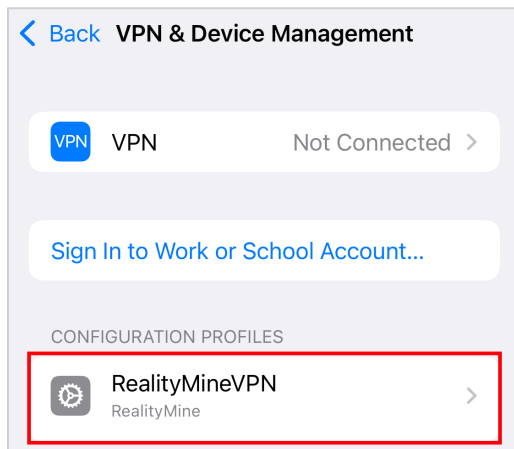 Back VPN & Device Management
VPN VPN Not Connected
Sign In to Work or School Account...
CONFIGURATION PROFILES
RealityMineVPN
RealityMine